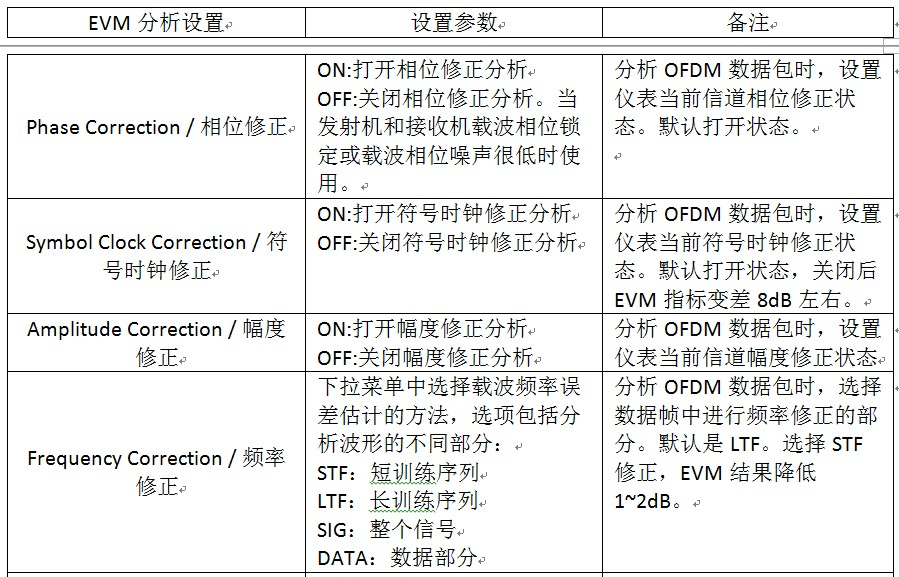 EVM 分析设置
设置参数
备注
Phase Correction / 相位修正
ON:打开相位修正分析
OFF:关闭相位修正分析。当
发射机和接收机载波相位锁
定或载波相位噪声很低时使
用。
分析 OFDM 数据包时，设置
仪表当前信道相位修正状
态。默认打开状态。
Symbol Clock Correction / 符
号时钟修正
ON:打开符号时钟修正分析
OFF:关闭符号时钟修正分析
分析 OFDM 数据包时，设置
仪表当前符号时钟修正状
态。默认打开状态，关闭后
EVM 指标变差 8dB 左右。
Amplitude Correction / 幅度
修正
ON:打开幅度修正分析
OFF:关闭幅度修正分析
分析 OFDM 数据包时，设置
仪表当前信道幅度修正状态
Frequency Correction / 频率
修正
下拉菜单中选择载波频率误
差估计的方法，选项包括分
析波形的不同部分：
STF：短训练序列
LTF：长训练序列
SIG：整个信号
DATA：数据部分
分析 OFDM 数据包时，选择
数据帧中进行频率修正的部
分。默认是 LTF。选择 STF
修正，EVM 结果降低
1~2dB。